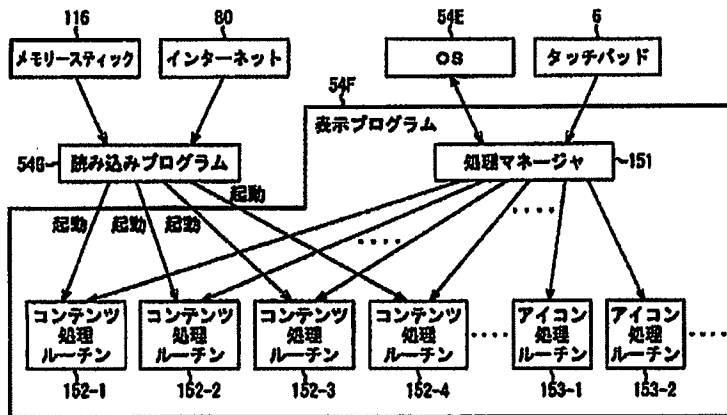 116
80
54E
6
メモリースティック
インターネット
OS
タッチパッド
54F
表示プログラム
54G
読み込みプログラム
処理マネージャ
151
起動
起動
起動
起動
‥‥
‥‥
コンテンツ
処理
ルーチン
コンテンツ
処理
ルーチン
コンテンツ
処理
ルーチン
コンテンツ
処理
ルーチン
‥‥
アイコン
処理
ルーチン
アイコン
処理
ルーチン
‥‥
152-1
152-2
152-3
152-4
153-1
153-2